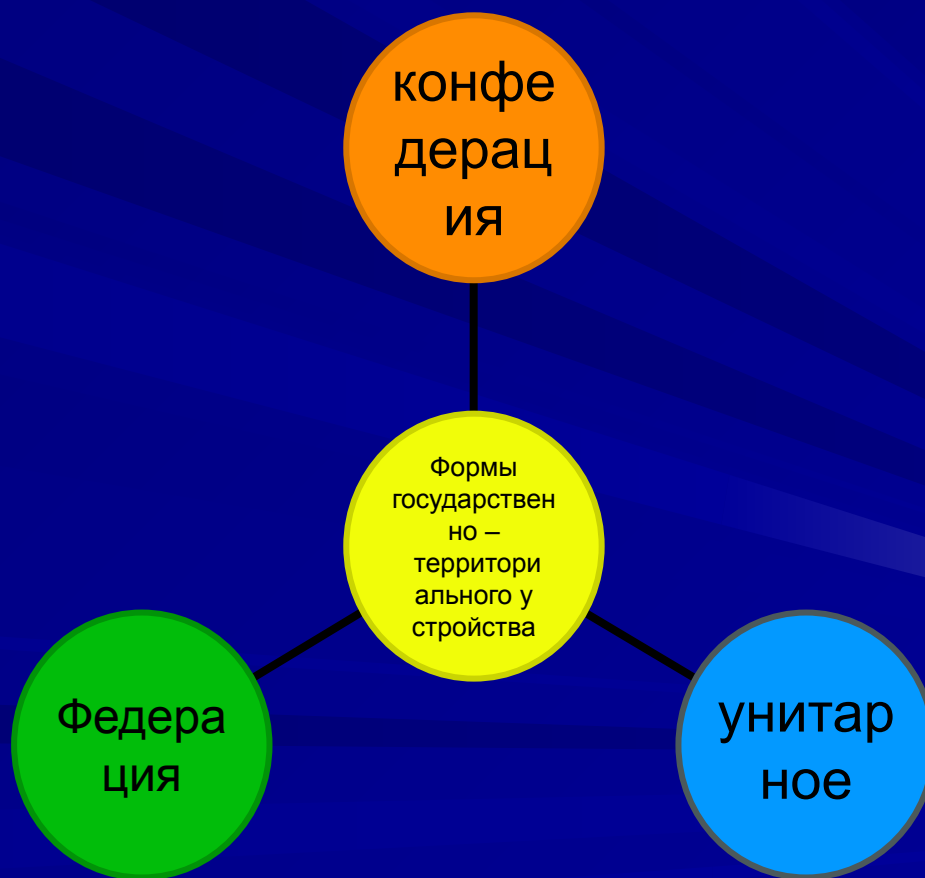 конфе
дерац
ия
Формы
государствен
но –
территори
ального у
стройства
Федера
ция
унитар
ное